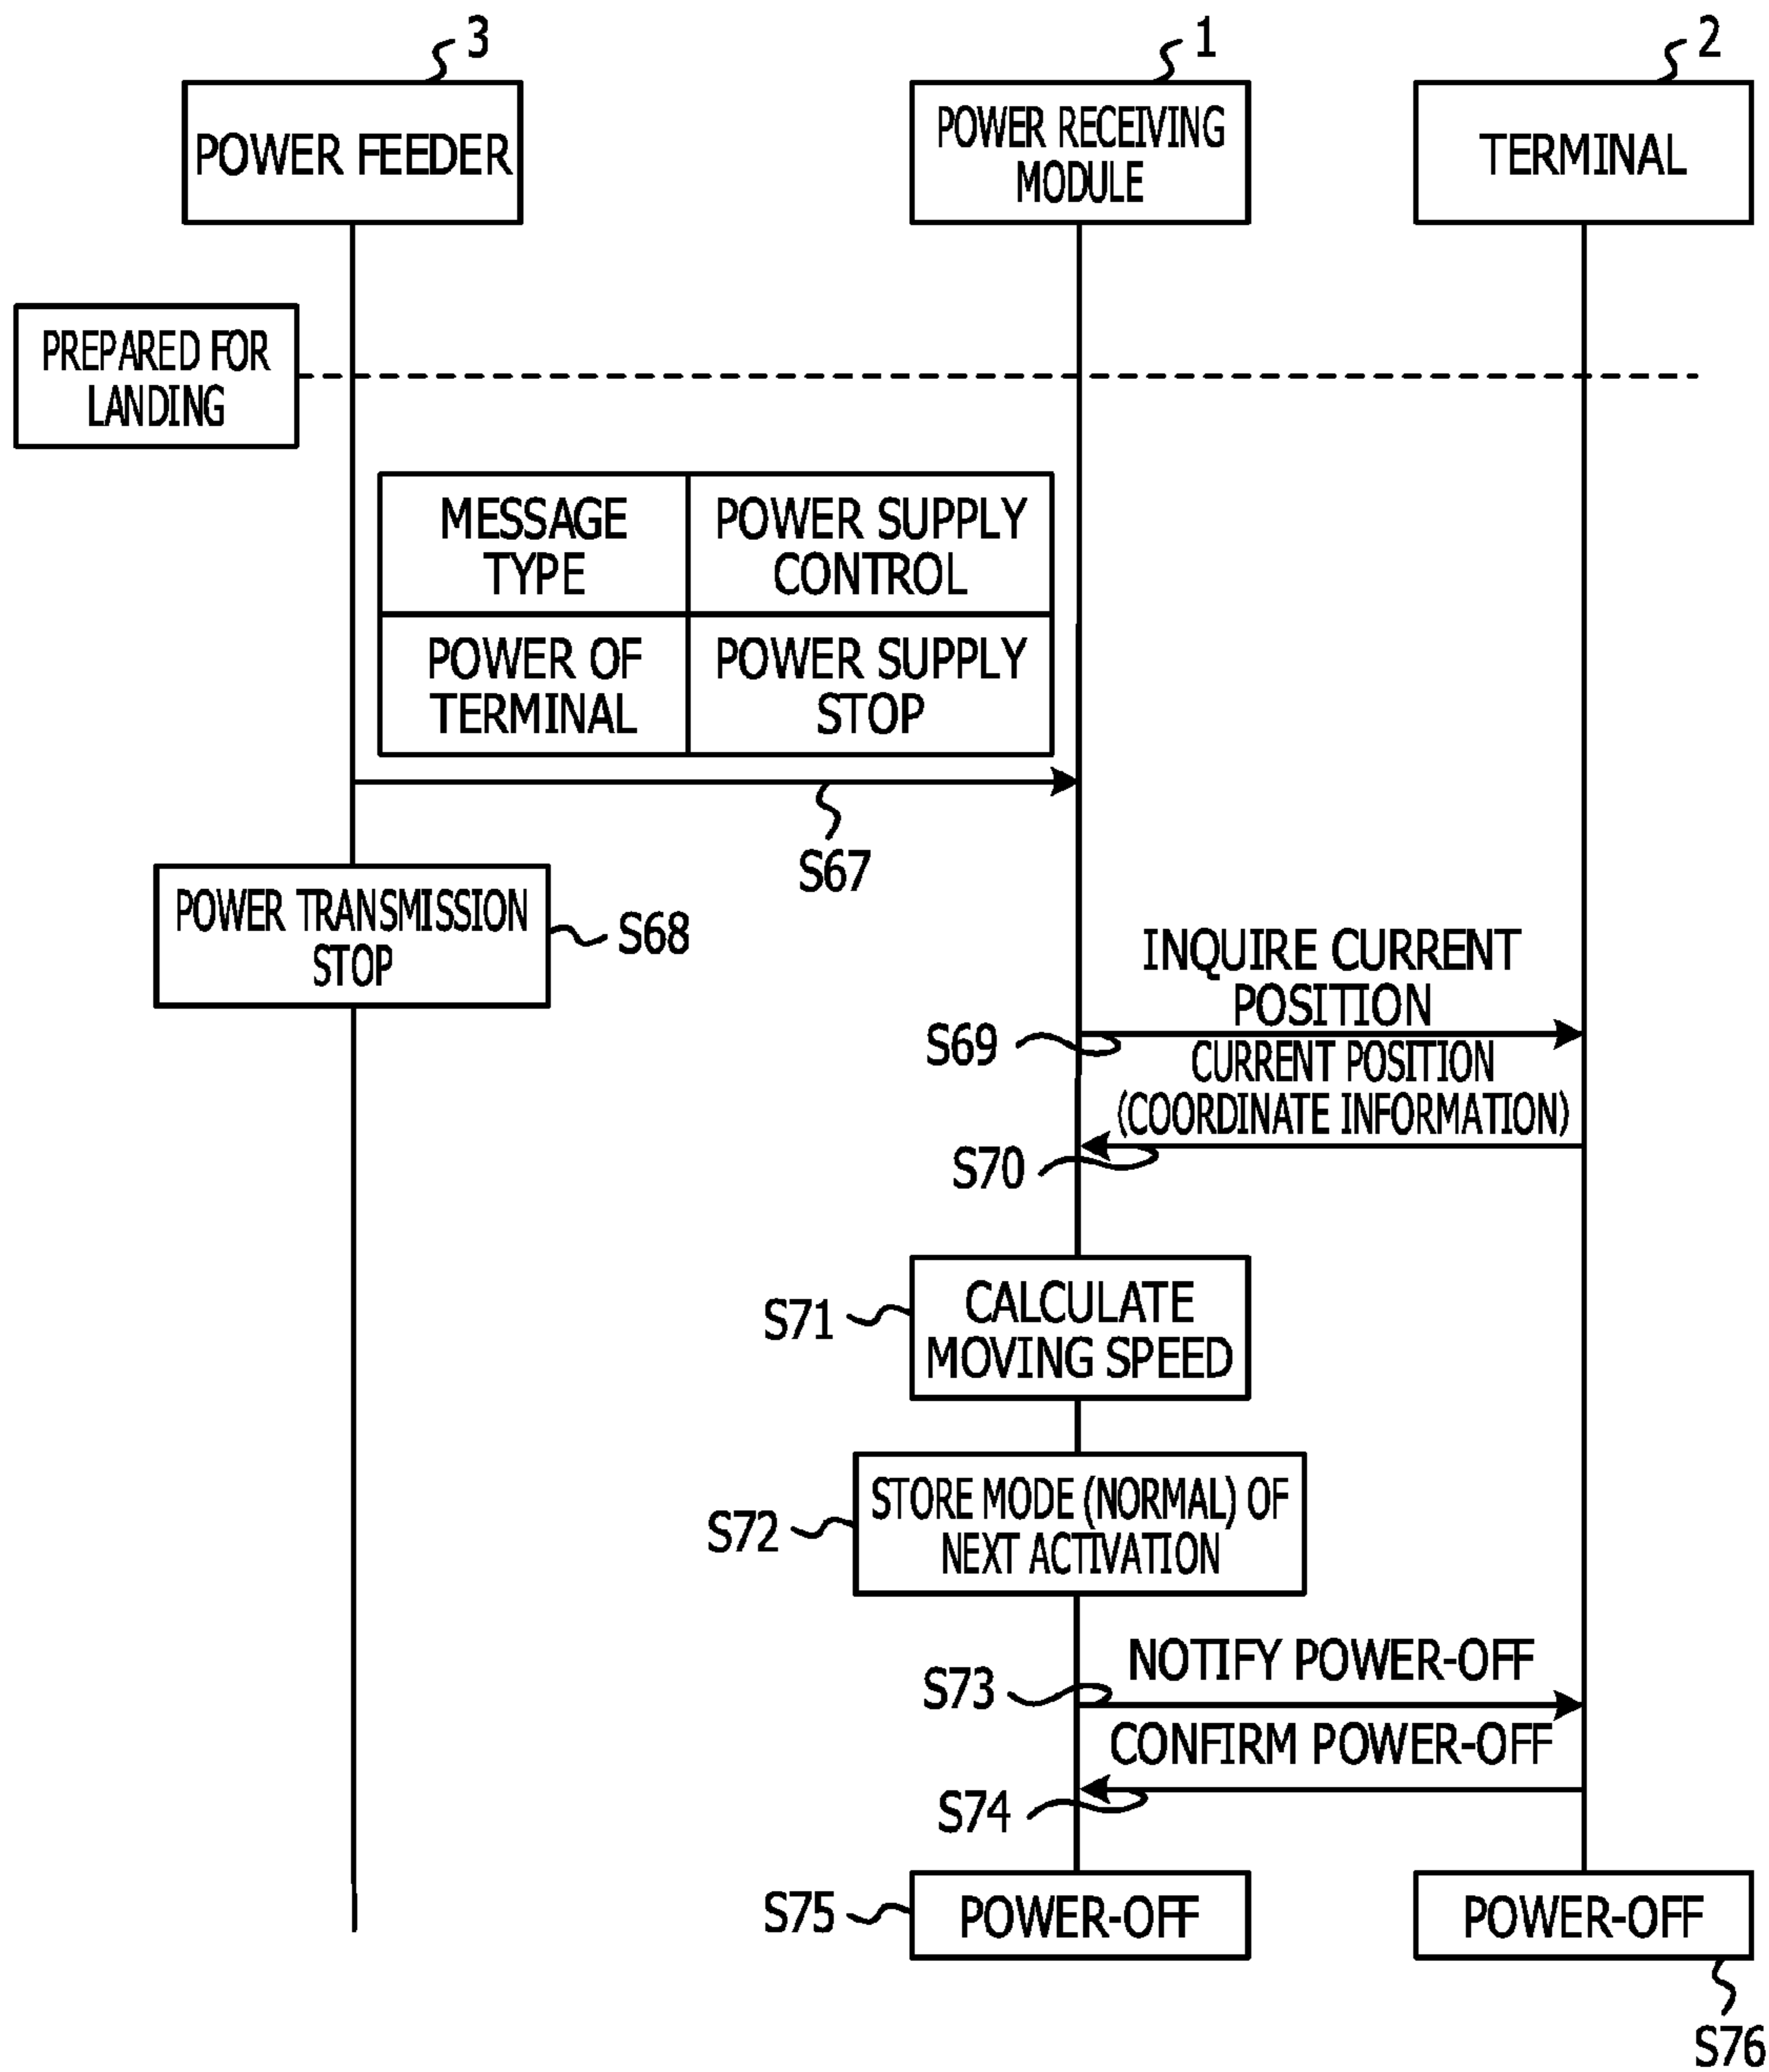 3
1
2
POWER FEEDER
POWER RECEIVING
MODULE
TERMINAL
PREPARED FOR
LANDING
MESSAGE
TYPE
POWER SUPPLY
CONTROL
POWER OF
TERMINAL
POWER SUPPLY
STOP
S67
POWER TRANSMISSION
STOP
S68
INQUIRE CURRENT
POSITION
S69
CURRENT POSITION
(COORDINATE INFORMATION)
S70
S71
CALCULATE
MOVING SPEED
S72
STORE MODE (NORMAL) OF
NEXT ACTIVATION
NOTIFY POWER-OFF
S73
CONFIRM POWER-OFF
S74
S75
POWER-OFF
POWER-OFF
S76